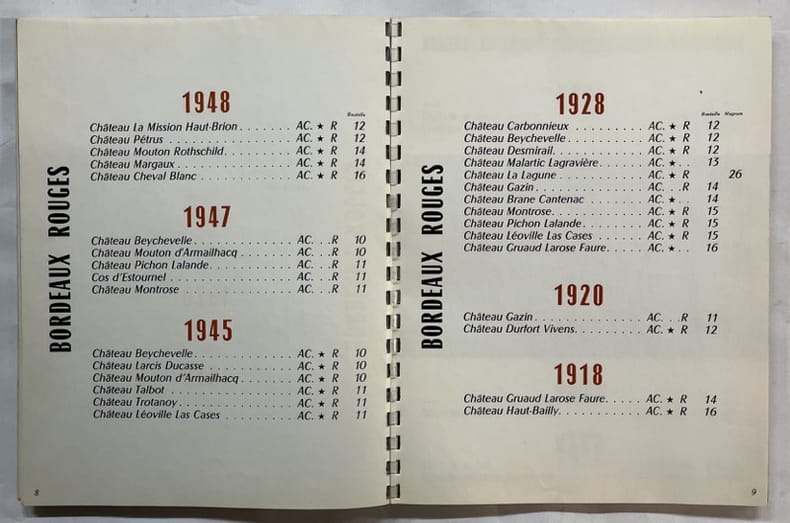 BORDEAUX ROUGES
1948
Bouteille
Château La Mission Haut-Brion . . . . . . . AC. ★ R 12
Château Pétrus . . . . . . . . . . . . . . . . . AC. ★ R 12
Château Mouton Rothschild. . . . . . . . . AC. ★ R 14
Château Margaux . . . . . . . . . . . . . . . AC. ★ R 14
Château Cheval Blanc . . . . . . . . . . . . AC. ★ R 16
1947
Château Beychevelle . . . . . . . . . . . . . AC. . .R 10
Château Mouton d'Armailhacq . . . . . . . AC. . .R 10
Château Pichon Lalande. . . . . . . . . . . AC. . .R 11
Cos d'Estournel . . . . . . . . . . . . . . . . AC. . .R 11
Château Montrose . . . . . . . . . . . . . . AC. . .R 11
1945
Château Beychevelle . . . . . . . . . . . . . AC. ★ R 10
Château Larcis Ducasse . . . . . . . . . . . AC. ★ R 10
Château Mouton d'Armailhacq . . . . . . . AC. ★ R 10
Château Talbot . . . . . . . . . . . . . . . . AC. ★ R 11
Château Trotanoy . . . . . . . . . . . . . . . AC. ★ R 11
Château Léoville Las Cases . . . . . . . . . AC. ★ R 11
8
BORDEAUX ROUGES
1928
Bouteille Magnum
Château Carbonnieux . . . . . . . . . AC. ★ R 12
Château Beychevelle . . . . . . . . . . AC. ★ R 12
Château Desmirail. . . . . . . . . . . . AC. ★ R 12
Château Malartic Lagravière. . . . . . AC. ★ . . 13
Château La Lagune . . . . . . . . . . . AC. ★ R 26
Château Gazin . . . . . . . . . . . . . . AC. . .R 14
Château Brane Cantenac . . . . . . . . AC. ★ . . 14
Château Montrose. . . . . . . . . . . . AC. ★ R 15
Château Pichon Lalande . . . . . . . . AC. ★ R 15
Château Léoville Las Cases . . . . . . AC. ★ R 15
Château Gruaud Larose Faure. . . . . AC. ★ . . 16
1920
Château Gazin . . . . . . . . . . . . . . AC. . .R 11
Château Durfort Vivens. . . . . . . . . AC. ★ R 12
1918
Château Gruaud Larose Faure. . . . . AC. ★ R 14
Château Haut-Bailly. . . . . . . . . . . AC. ★ R 16
9